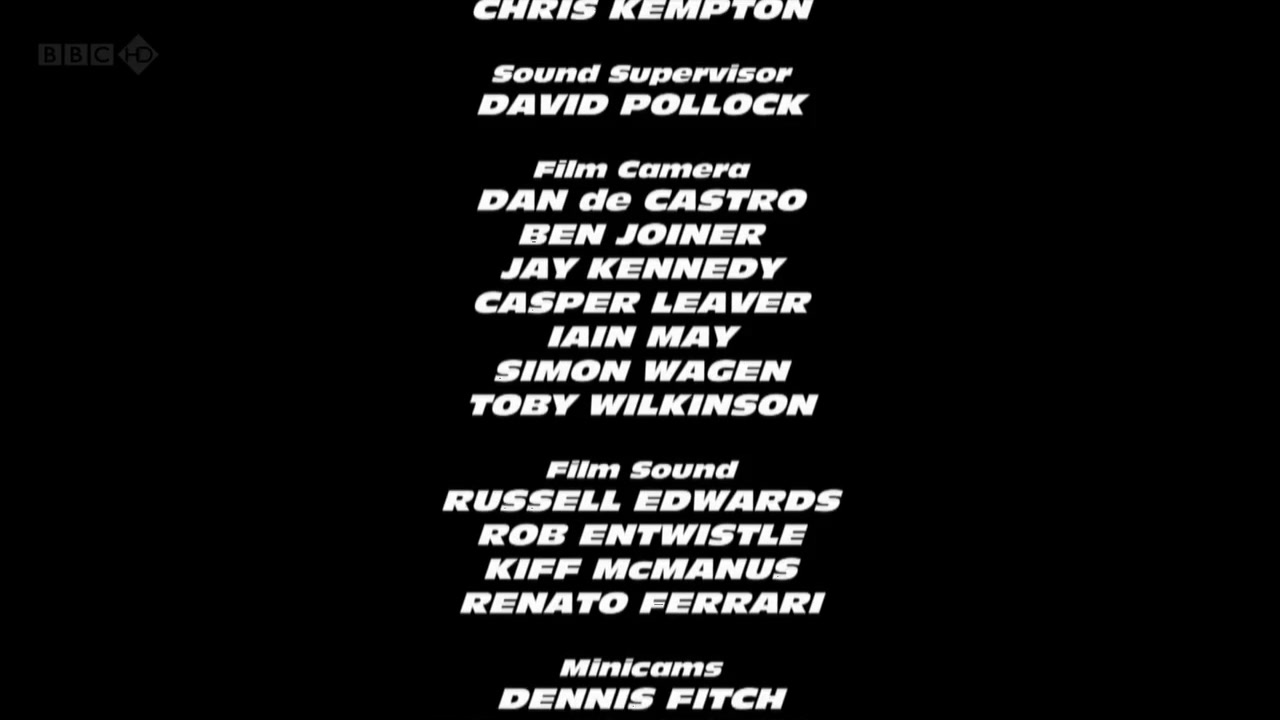 CHRIS KEMPTON
BBC HD
Sound Supervisor
DAVID POLLOCK
Film Camera
DAN de CASTRO
BEN JOINER
JAY KENNEDY
CASPER LEAVER
IAIN MAY
SIMON WAGEN
TOBY WILKINSON
Film Sound
RUSSELL EDWARDS
ROB ENTWISTLE
KIFF McMANUS
RENATO FERRARI
Minicams
DENNIS FITCH